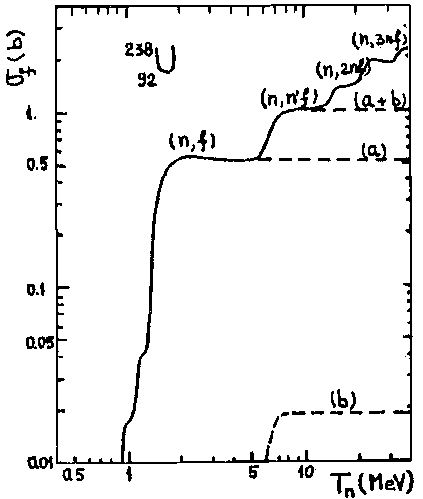 σf (b)
238
92 U
(n, 3nf)
(n, 2nf)
(n, n'f)
(a + b)
(n, f)
(a)
(b)
1.
0.5
0.1
0.05
0.01
0.5
1
5
10
Tn (MeV)